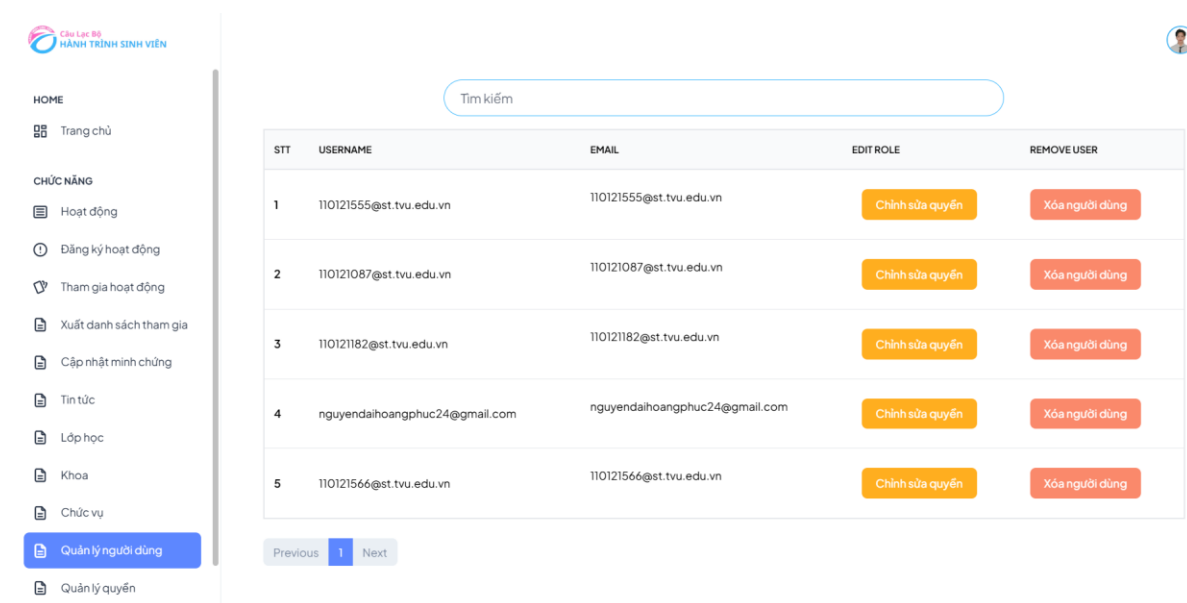 Câu Lạc Bộ
HÀNH TRÌNH SINH VIÊN
HOME
Trang chủ
CHỨC NĂNG
Hoạt động
Đăng ký hoạt động
Tham gia hoạt động
Xuất danh sách tham gia
Cập nhật minh chứng
Tin tức
Lớp học
Khoa
Chức vụ
Quản lý người dùng
Quản lý quyền
Tìm kiếm
STT USERNAME EMAIL EDIT ROLE REMOVE USER
1 110121555@st.tvu.edu.vn 110121555@st.tvu.edu.vn Chỉnh sửa quyền Xóa người dùng
2 110121087@st.tvu.edu.vn 110121087@st.tvu.edu.vn Chỉnh sửa quyền Xóa người dùng
3 110121182@st.tvu.edu.vn 110121182@st.tvu.edu.vn Chỉnh sửa quyền Xóa người dùng
4 nguyendaihoangphuc24@gmail.com nguyendaihoangphuc24@gmail.com Chỉnh sửa quyền Xóa người dùng
5 110121566@st.tvu.edu.vn 110121566@st.tvu.edu.vn Chỉnh sửa quyền Xóa người dùng
Previous 1 Next